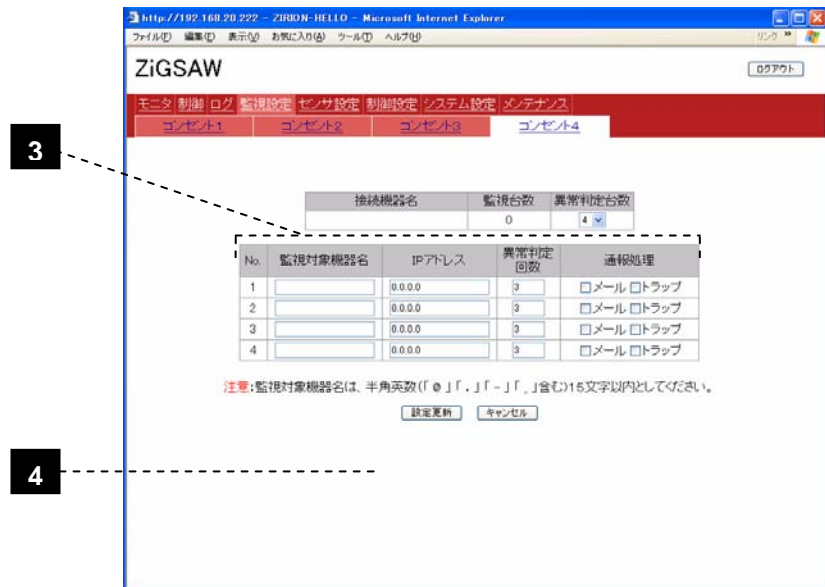 http://192.168.20.222 - ZIRION-HELLO - Microsoft Internet Explorer
ファイル(F) 編集(E) 表示(V) お気に入り(A) ツール(T) ヘルプ(H) リンク »
ZiGSAW
ログアウト
モニタ 制御 ログ 監視設定 センサ設定 制御設定 システム設定 メンテナンス
コンセント1 コンセント2 コンセント3 コンセント4
3
接続機器名 監視台数 異常判定台数
0 4
No. 監視対象機器名 IPアドレス 異常判定回数 通報処理
1 0.0.0.0 3 メール トラップ
2 0.0.0.0 3 メール トラップ
3 0.0.0.0 3 メール トラップ
4 0.0.0.0 3 メール トラップ
注意:監視対象機器名は、半角英数(「@」「.」「-」「_」含む)15文字以内としてください。
設定更新 キャンセル
4